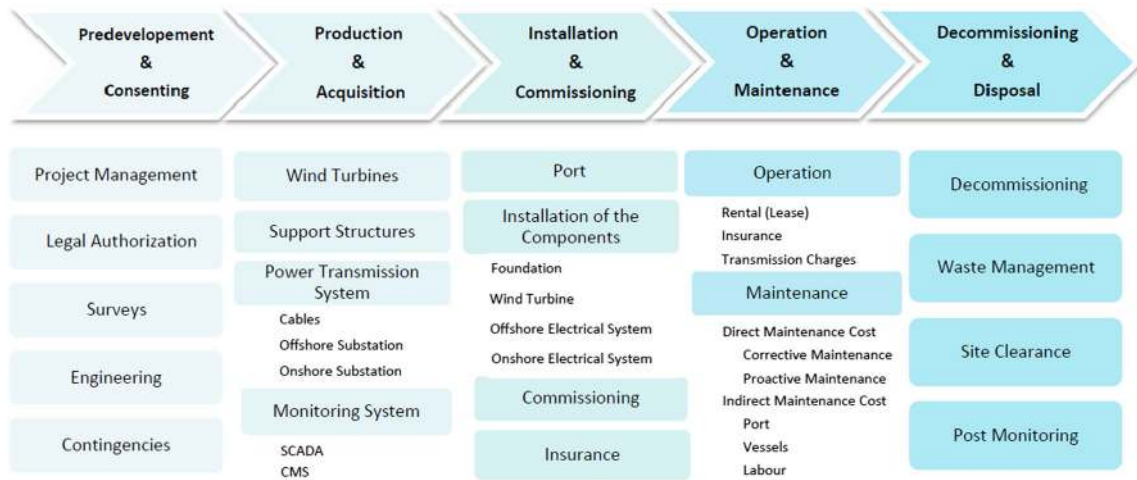 Predevelopement
&
Consenting
Production
&
Acquisition
Installation
&
Commissioning
Operation
&
Maintenance
Decommissioning
&
Disposal
Project Management
Legal Authorization
Surveys
Engineering
Contingencies
Wind Turbines
Support Structures
Power Transmission
System
Cables
Offshore Substation
Onshore Substation
Monitoring System
SCADA
CMS
Port
Installation of the
Components
Foundation
Wind Turbine
Offshore Electrical System
Onshore Electrical System
Commissioning
Insurance
Operation
Rental (Lease)
Insurance
Transmission Charges
Maintenance
Direct Maintenance Cost
Corrective Maintenance
Proactive Maintenance
Indirect Maintenance Cost
Port
Vessels
Labour
Decommissioning
Waste Management
Site Clearance
Post Monitoring